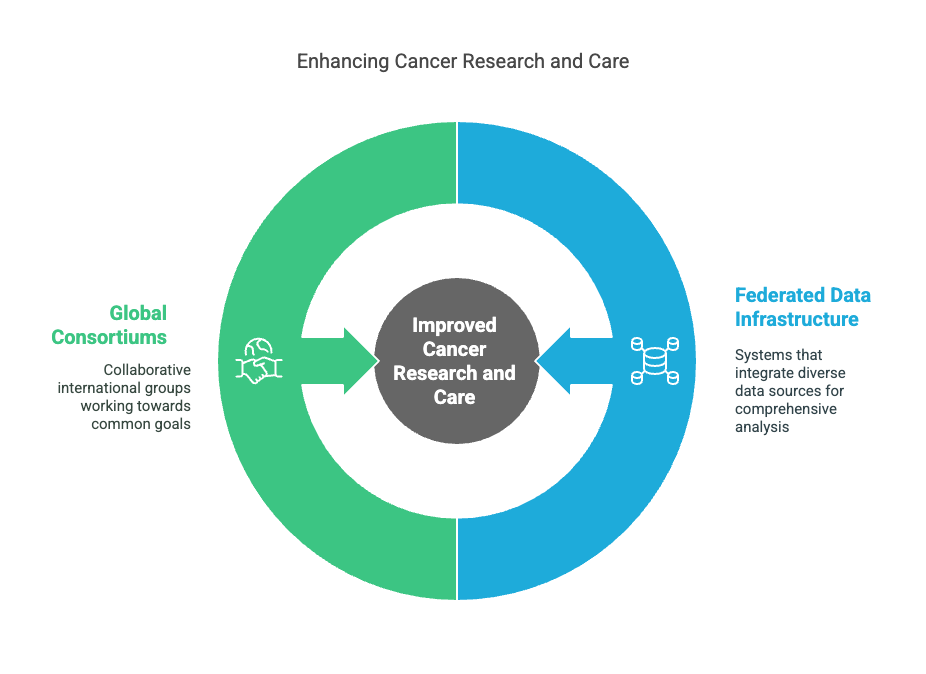 Enhancing Cancer Research and Care
Global
Consortiums
Collaborative
international groups
working towards
common goals
Improved
Cancer
Research and
Care
Federated Data
Infrastructure
Systems that
integrate diverse
data sources for
comprehensive
analysis